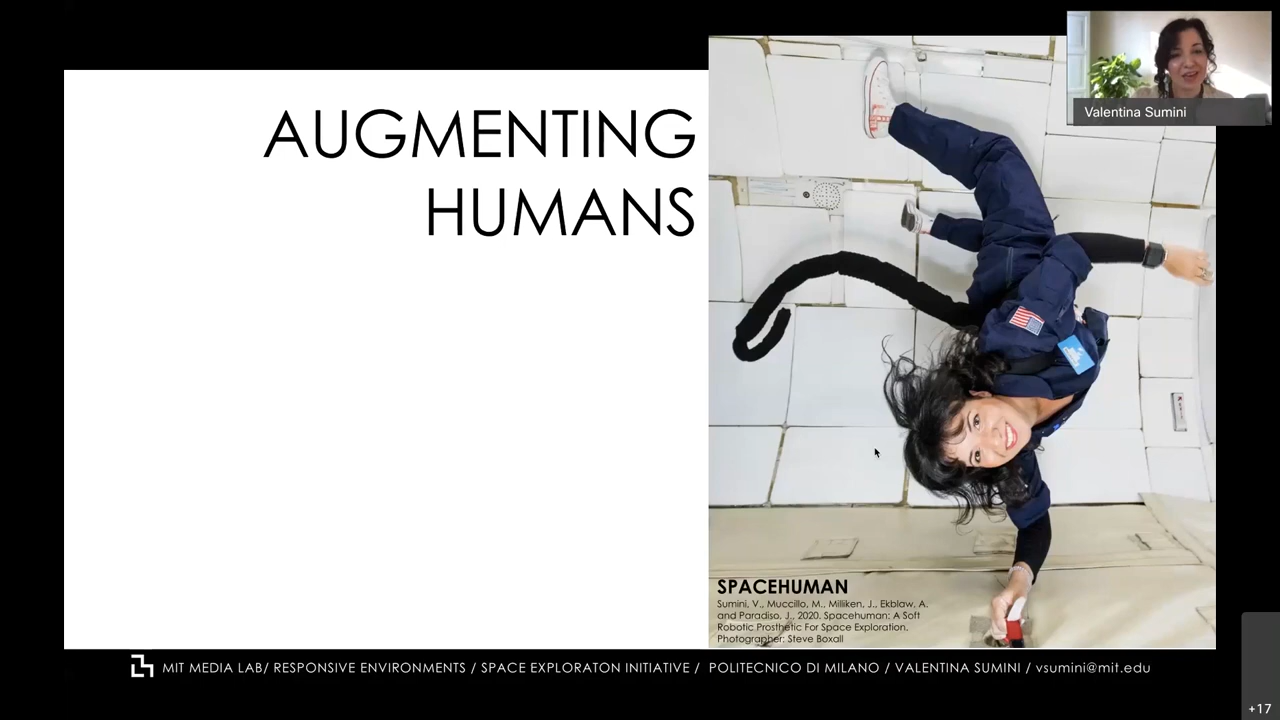 Valentina Sumini
AUGMENTING
HUMANS
SPACEHUMAN
Sumini, V., Muccillo, M., Milliken, J., Ekblaw, A.
and Paradiso, J., 2020. Spacehuman: A Soft
Robotic Prosthetic For Space Exploration.
Photographer: Steve Boxall
MIT MEDIA LAB/ RESPONSIVE ENVIRONMENTS / SPACE EXPLORATON INITIATIVE / POLITECNICO DI MILANO / VALENTINA SUMINI / vsumini@mit.edu
+17